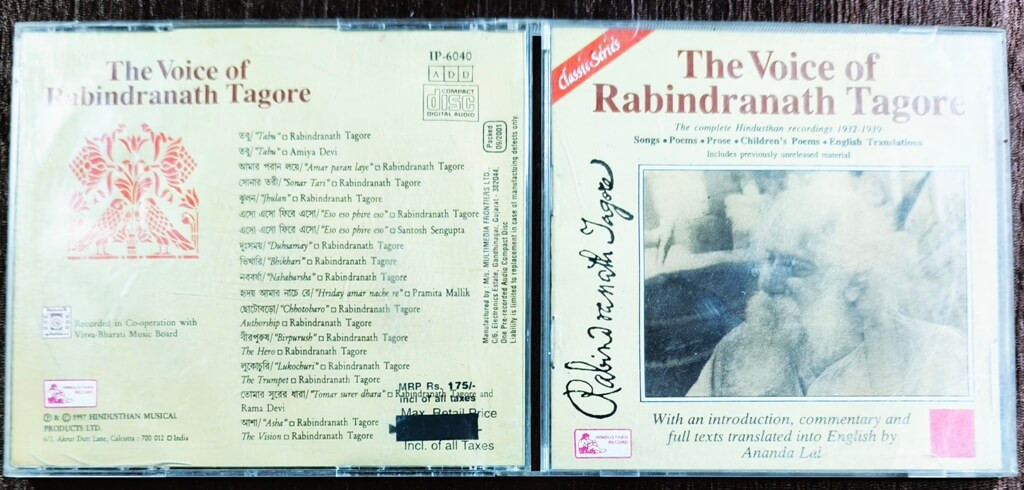 The Voice of
Rabindranath Tagore
IP-6040
A D D
COMPACT
disc
DIGITAL AUDIO
Packed
09/2001
তবু/"Tabu" □ Rabindranath Tagore
তবু/"Tabu" □ Amiya Devi
আমার পরান লয়ে/"Amar paran laye" □ Rabindranath Tagore
সোনার তরী/"Sonar Tari" □ Rabindranath Tagore
ঝুলন/"Jhulan" □ Rabindranath Tagore
এসো এসো ফিরে এসো/"Eso eso phire eso" □ Rabindranath Tagore
এসো এসো ফিরে এসো/"Eso eso phire eso" □ Santosh Sengupta
দুঃসময়/"Duhsamay" □ Rabindranath Tagore
ভিখারি/"Bhikhari" □ Rabindranath Tagore
নববর্ষা/"Nababarsha" □ Rabindranath Tagore
হৃদয় আমার নাচে রে/"Hriday amar nache re" □ Pramita Mallik
ছোটোবড়ো/"Chhotobaro" □ Rabindranath Tagore
Authorship □ Rabindranath Tagore
বীরপুরুষ/"Birpurush" □ Rabindranath Tagore
The Hero □ Rabindranath Tagore
লুকোচুরি/"Lukochuri" □ Rabindranath Tagore
The Trumpet □ Rabindranath Tagore
তোমার সুরের ধারা/"Tomar surer dhara" □ Rabindranath Tagore and
Rama Devi
আশা/"Asha" □ Rabindranath Tagore
The Vision □ Rabindranath Tagore
MRP Rs. 175/-
incl of all taxes
Max. Retail Price
Incl. of all Taxes
Manufactured by : M/s. MULTIMEDIA FRONTIERS LTD.,
C/6, Electronics Estate, Gandhinagar, Gujarat - 382044.
One Pre-recorded Audio Compact Disc
Liability is limited to replacement in case of manufacturing defects only.
Recorded in Co-operation with
Visva-Bharati Music Board
HINDUSTHAN
RECORD
℗ & © 1997 HINDUSTHAN MUSICAL
PRODUCTS LTD.
6/1, Akrur Dutt Lane, Calcutta : 700 012 □ India
Classic Series
The Voice of
Rabindranath Tagore
The complete Hindusthan recordings 1932-1939
Songs • Poems • Prose • Children's Poems • English Translations
Includes previously unreleased material
Rabindranath Tagore
With an introduction, commentary and
full texts translated into English by
Ananda Lal
HINDUSTHAN
RECORD